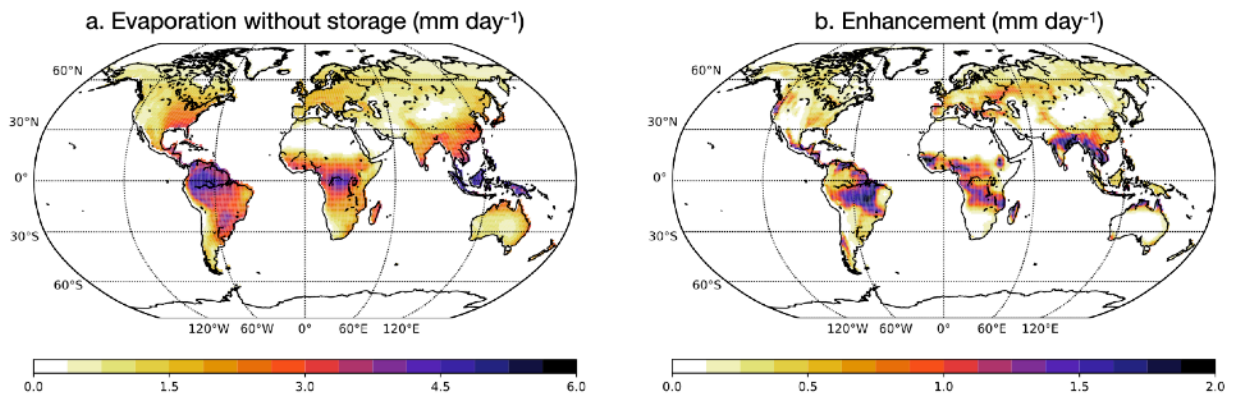 a. Evaporation without storage (mm day⁻¹)
b. Enhancement (mm day⁻¹)
60°N
30°N
0°
30°S
60°S
120°W 60°W 0° 60°E 120°E
60°N
30°N
0°
30°S
60°S
120°W 60°W 0° 60°E 120°E
0.0 1.5 3.0 4.5 6.0
0.0 0.5 1.0 1.5 2.0